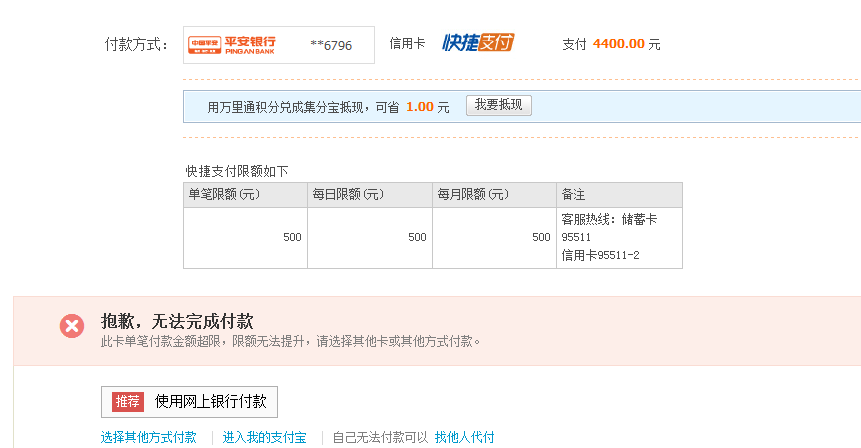 付款方式： 中国平安 平安银行 PINGAN BANK **6796 信用卡 快捷支付 支付 4400.00 元
用万里通积分兑成集分宝抵现，可省 1.00 元 我要抵现
快捷支付限额如下
单笔限额(元) 每日限额(元) 每月限额(元) 备注
500 500 500 客服热线：储蓄卡
95511
信用卡95511-2
抱歉，无法完成付款
此卡单笔付款金额超限，限额无法提升，请选择其他卡或其他方式付款。
推荐 使用网上银行付款
选择其他方式付款 | 进入我的支付宝 | 自己无法付款可以 找他人代付